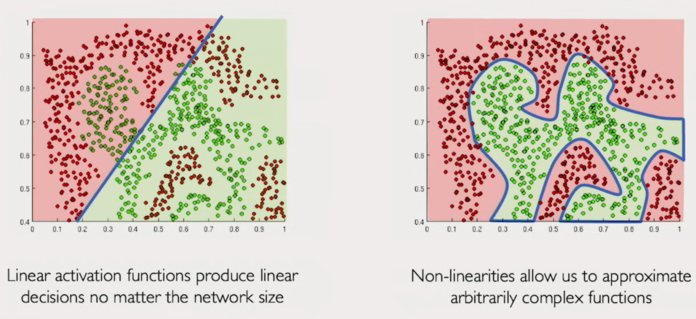 1
0.9
0.8
0.7
0.6
0.5
0.4
0 0.1 0.2 0.3 0.4 0.5 0.6 0.7 0.8 0.9 1
Linear activation functions produce linear
decisions no matter the network size
1
0.9
0.8
0.7
0.6
0.5
0.4
0 0.1 0.2 0.3 0.4 0.5 0.6 0.7 0.8 0.9 1
Non-linearities allow us to approximate
arbitrarily complex functions